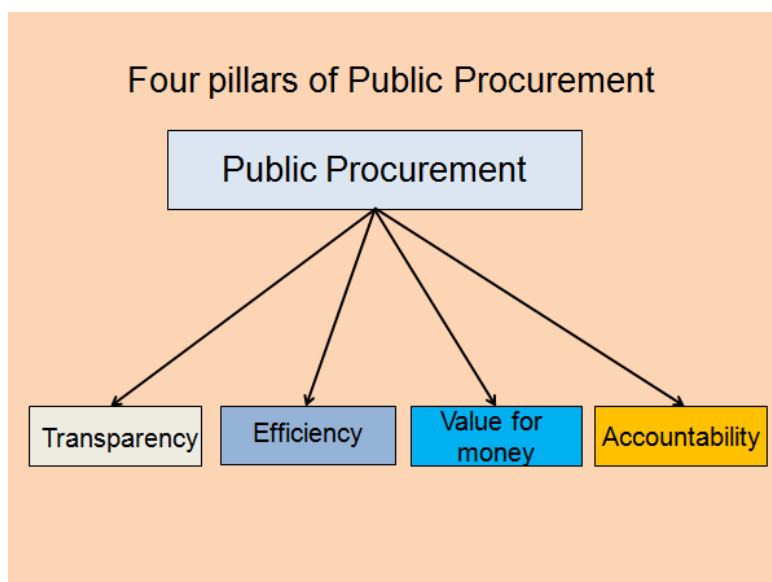 Four pillars of Public Procurement
Public Procurement
Transparency
Efficiency
Value for
money
Accountability